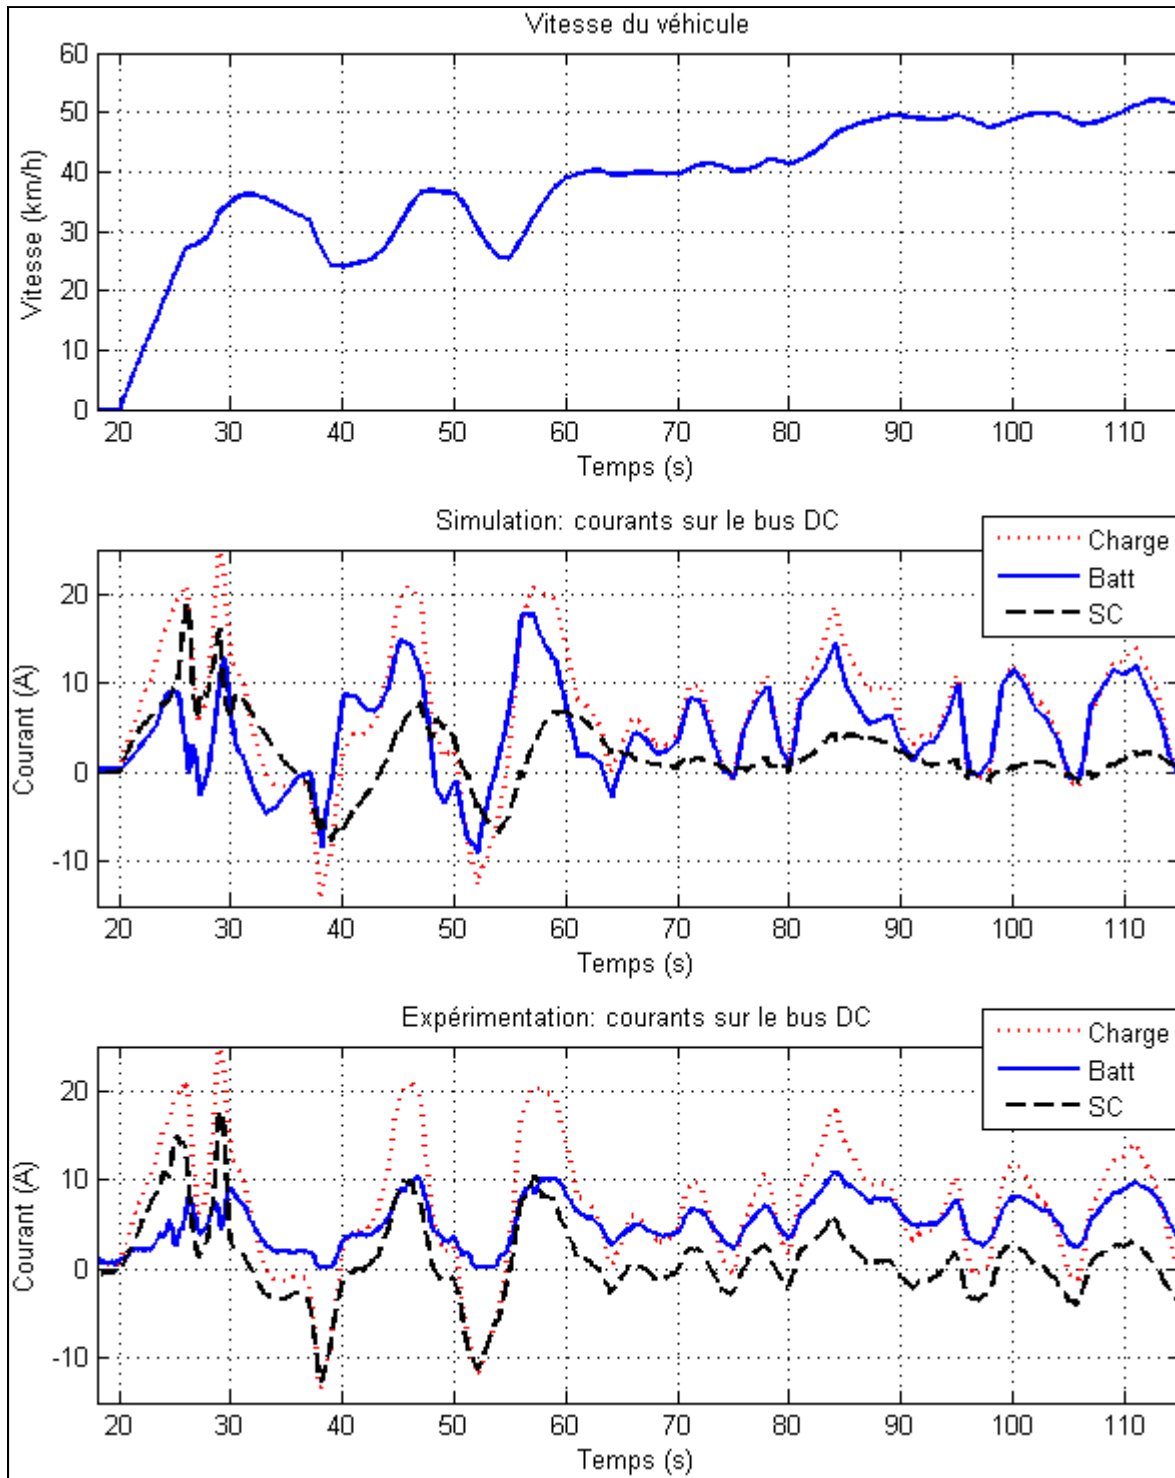 Vitesse du véhicule
60
50
40
30
20
10
0
Vitesse (km/h)
20 30 40 50 60 70 80 90 100 110
Temps (s)
Simulation: courants sur le bus DC
Charge
Batt
SC
20
10
0
-10
Courant (A)
20 30 40 50 60 70 80 90 100 110
Temps (s)
Expérimentation: courants sur le bus DC
Charge
Batt
SC
20
10
0
-10
Courant (A)
20 30 40 50 60 70 80 90 100 110
Temps (s)